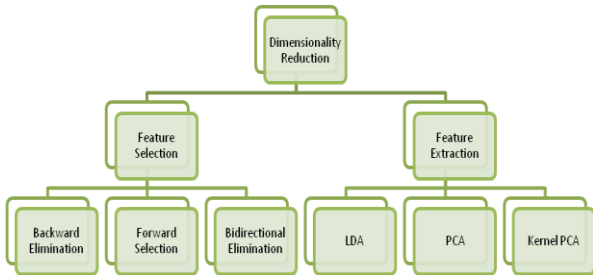 Dimensionality
Reduction
Feature
Selection
Feature
Extraction
Backward
Elimination
Forward
Selection
Bidirectional
Elimination
LDA
PCA
Kernel PCA